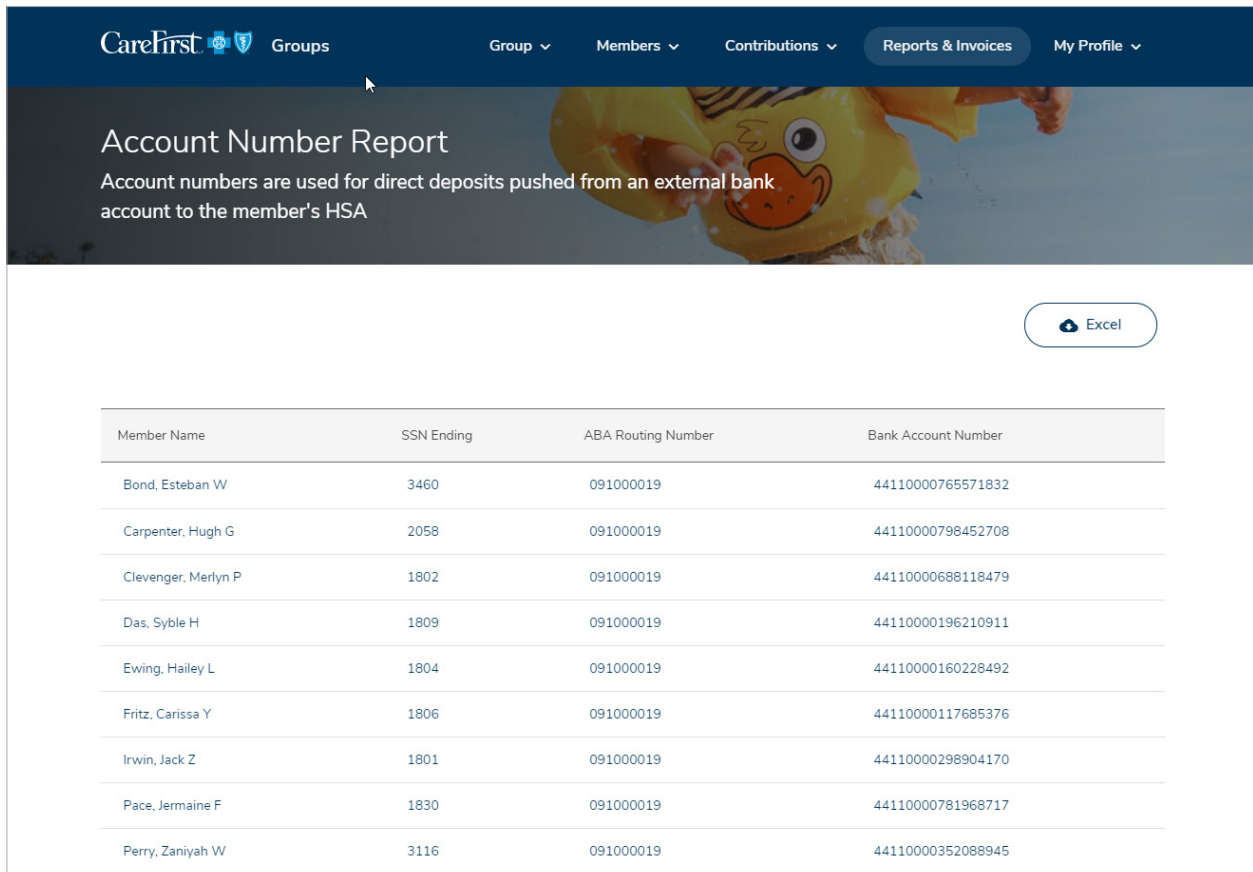 CareFirst Groups Group Members Contributions Reports & Invoices My Profile
Account Number Report
Account numbers are used for direct deposits pushed from an external bank
account to the member's HSA
Excel
Member Name SSN Ending ABA Routing Number Bank Account Number
Bond, Esteban W 3460 091000019 44110000765571832
Carpenter, Hugh G 2058 091000019 44110000798452708
Clevenger, Merlyn P 1802 091000019 44110000688118479
Das, Syble H 1809 091000019 44110000196210911
Ewing, Hailey L 1804 091000019 44110000160228492
Fritz, Carissa Y 1806 091000019 44110000117685376
Irwin, Jack Z 1801 091000019 44110000298904170
Pace, Jermaine F 1830 091000019 44110000781968717
Perry, Zaniyah W 3116 091000019 44110000352088945